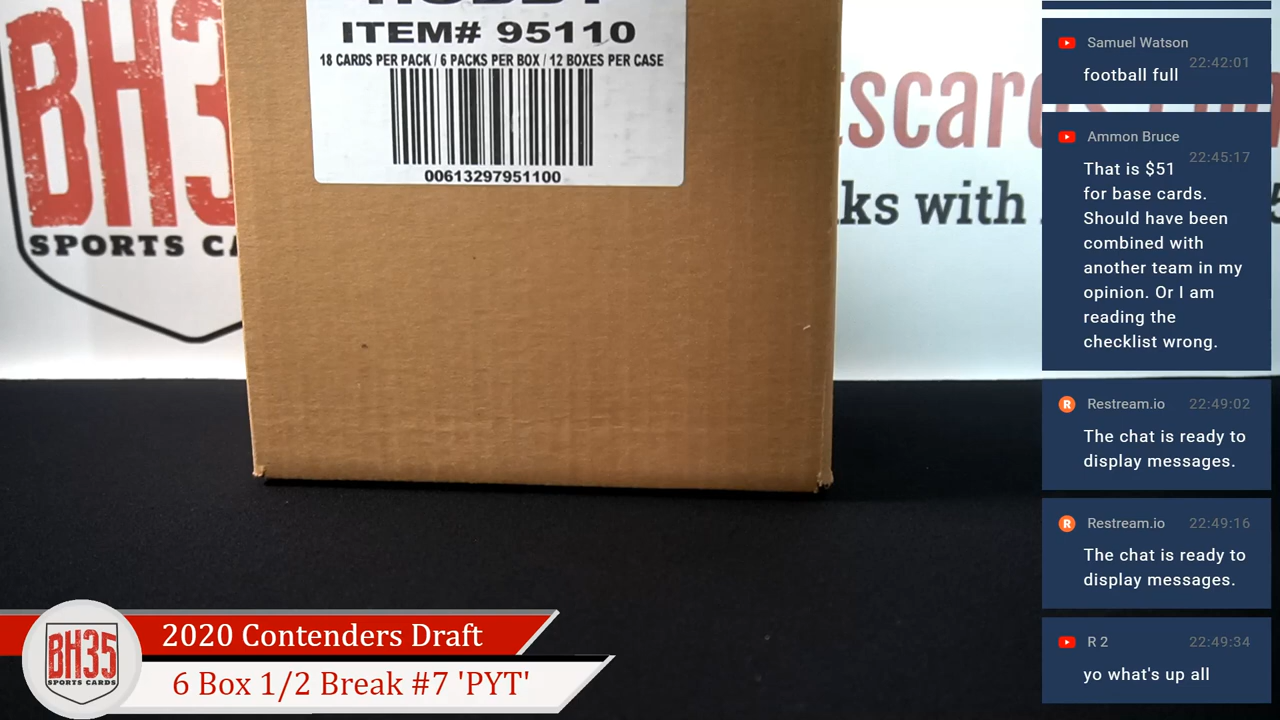 HOBBY
ITEM# 95110
18 CARDS PER PACK / 6 PACKS PER BOX / 12 BOXES PER CASE
00613297951100
BH3
SPORTS CA
tscards
ks with
Samuel Watson
22:42:01
football full
Ammon Bruce
22:45:17
That is $51
for base cards.
Should have been
combined with
another team in my
opinion. Or I am
reading the
checklist wrong.
Restream.io 22:49:02
The chat is ready to
display messages.
Restream.io 22:49:16
The chat is ready to
display messages.
R 2 22:49:34
yo what's up all
BH35
SPORTS CARDS
2020 Contenders Draft
6 Box 1/2 Break #7 'PYT'